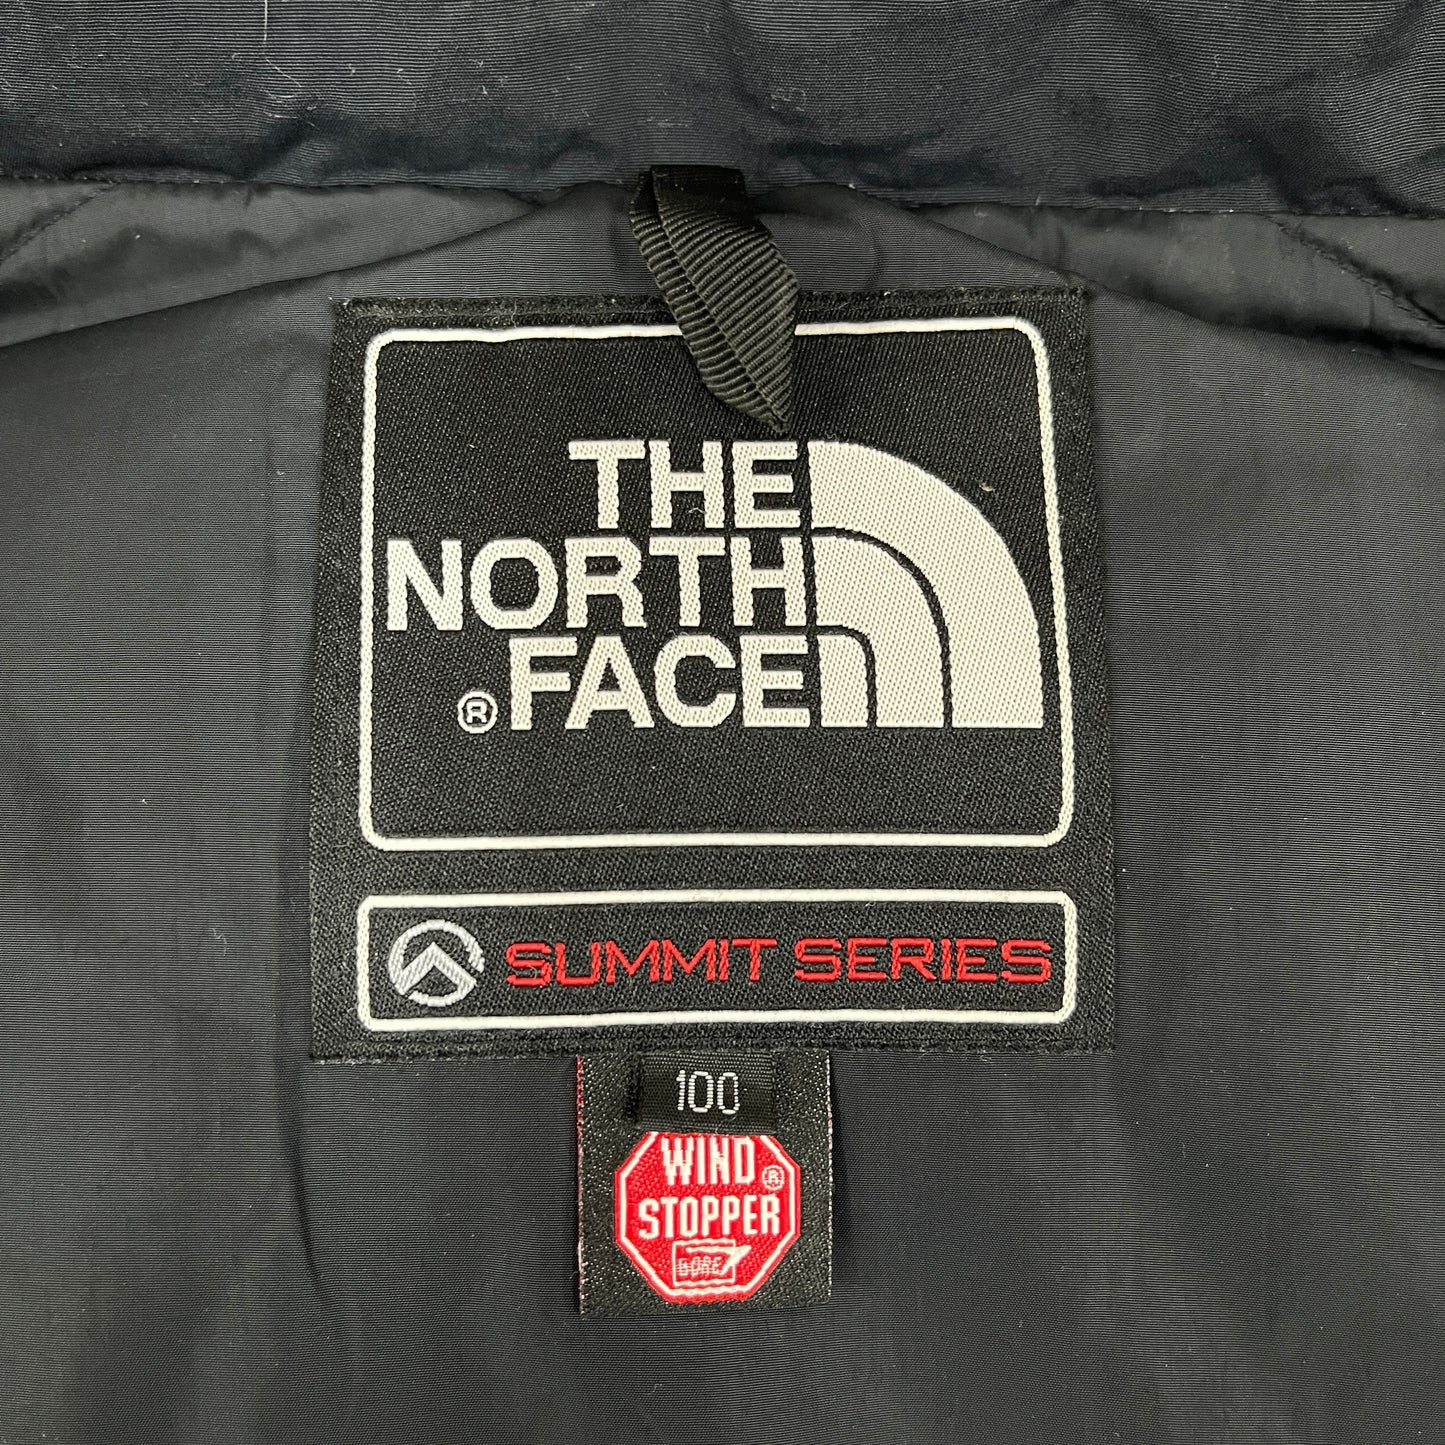 THE
NORTH
® FACE
SUMMIT SERIES
100
WIND
STOPPER®
GORE